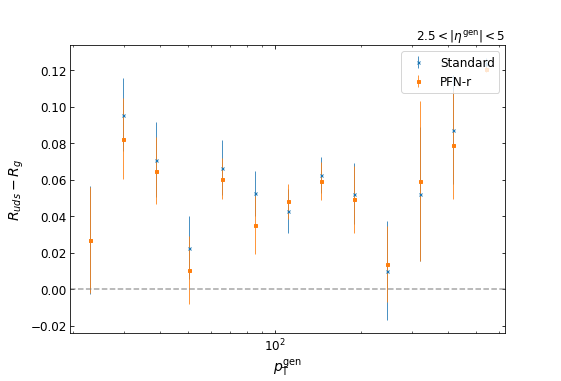 2.5 < |η^gen| < 5
Standard
PFN-r
0.12
0.10
0.08
0.06
0.04
0.02
0.00
−0.02
R_uds − R_g
10^2
p_T^gen